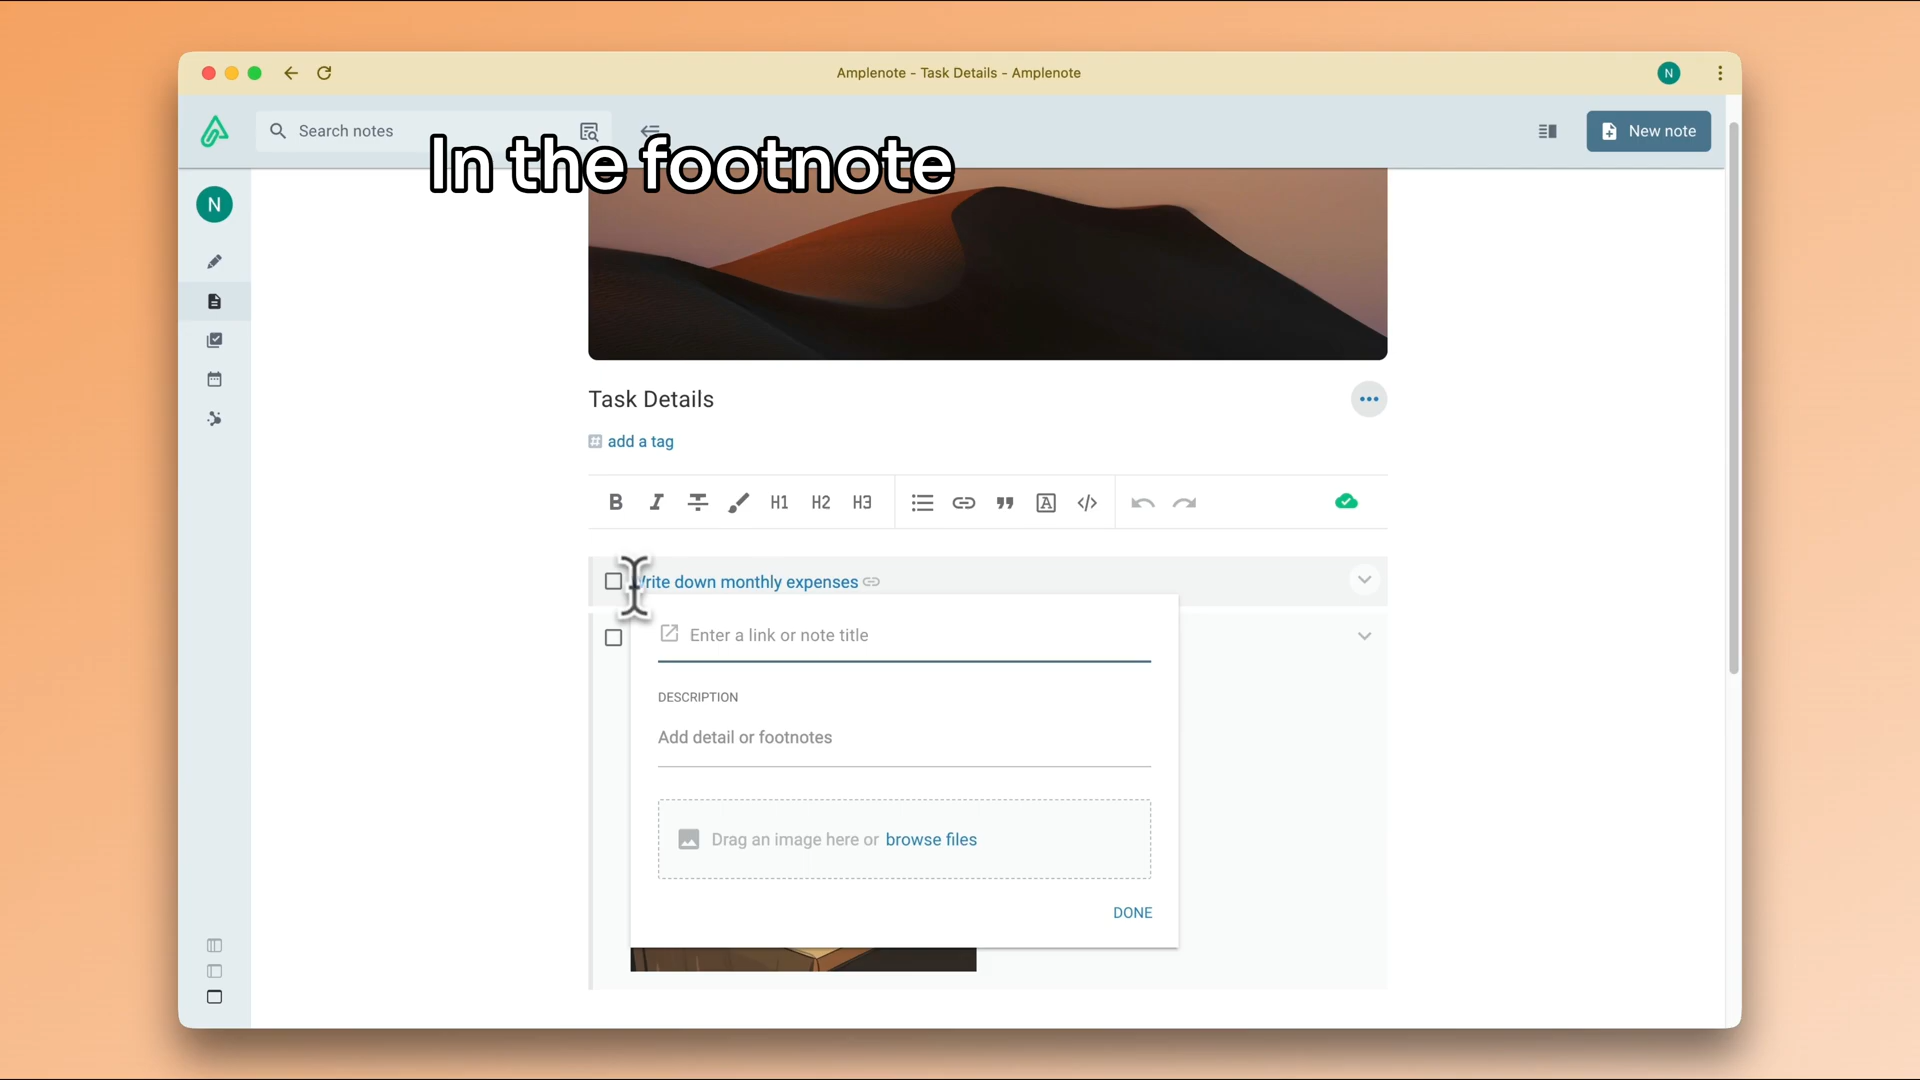 Amplenote - Task Details - Amplenote
N
Search notes
New note
In the footnote
N
Task Details
•••
# add a tag
B I S H1 H2 H3
Write down monthly expenses
Enter a link or note title
DESCRIPTION
Add detail or footnotes
Drag an image here or browse files
DONE